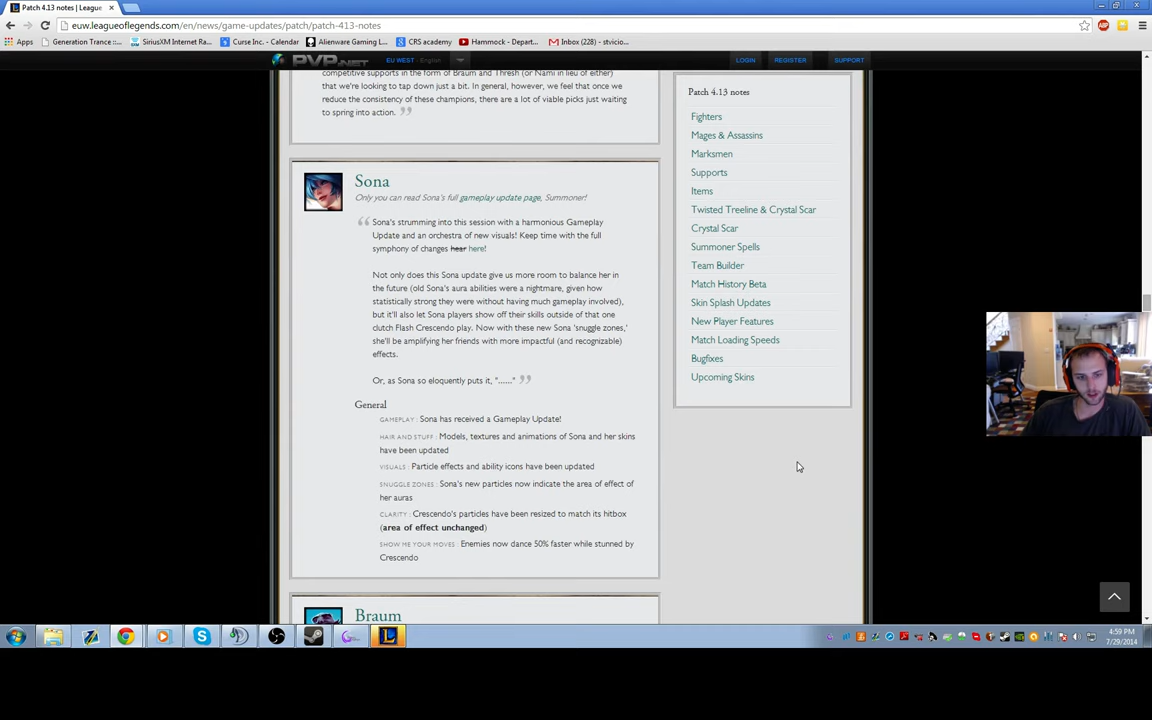 Patch 4.13 notes | League
euw.leagueoflegends.com/en/news/game-updates/patch/patch-413-notes
Apps
Generation Trance ::...
SiriusXM Internet Ra...
Curse Inc. - Calendar
Alienware Gaming L...
CRS academy
Hammock - Depart...
Inbox (228) - stvicio...
PVP.NET
EU WEST
English
LOGIN
REGISTER
SUPPORT
competitive supports in the form of Braum and Thresh (or Nami in lieu of either)
that we're looking to tap down just a bit. In general, however, we feel that once we
reduce the consistency of these champions, there are a lot of viable picks just waiting
to spring into action.
Sona
Only you can read Sona's full gameplay update page, Summoner!
Sona's strumming into this session with a harmonious Gameplay
Update and an orchestra of new visuals! Keep time with the full
symphony of changes hear here!
Not only does this Sona update give us more room to balance her in
the future (old Sona's aura abilities were a nightmare, given how
statistically strong they were without having much gameplay involved),
but it'll also let Sona players show off their skills outside of that one
clutch Flash Crescendo play. Now with these new Sona 'snuggle zones,'
she'll be amplifying her friends with more impactful (and recognizable)
effects.
Or, as Sona so eloquently puts it, "......"
General
GAMEPLAY : Sona has received a Gameplay Update!
HAIR AND STUFF : Models, textures and animations of Sona and her skins
have been updated
VISUALS : Particle effects and ability icons have been updated
SNUGGLE ZONES : Sona's new particles now indicate the area of effect of
her auras
CLARITY : Crescendo's particles have been resized to match its hitbox
(area of effect unchanged)
SHOW ME YOUR MOVES : Enemies now dance 50% faster while stunned by
Crescendo
Braum
Patch 4.13 notes
Fighters
Mages & Assassins
Marksmen
Supports
Items
Twisted Treeline & Crystal Scar
Crystal Scar
Summoner Spells
Team Builder
Match History Beta
Skin Splash Updates
New Player Features
Match Loading Speeds
Bugfixes
Upcoming Skins
4:59 PM
7/29/2014